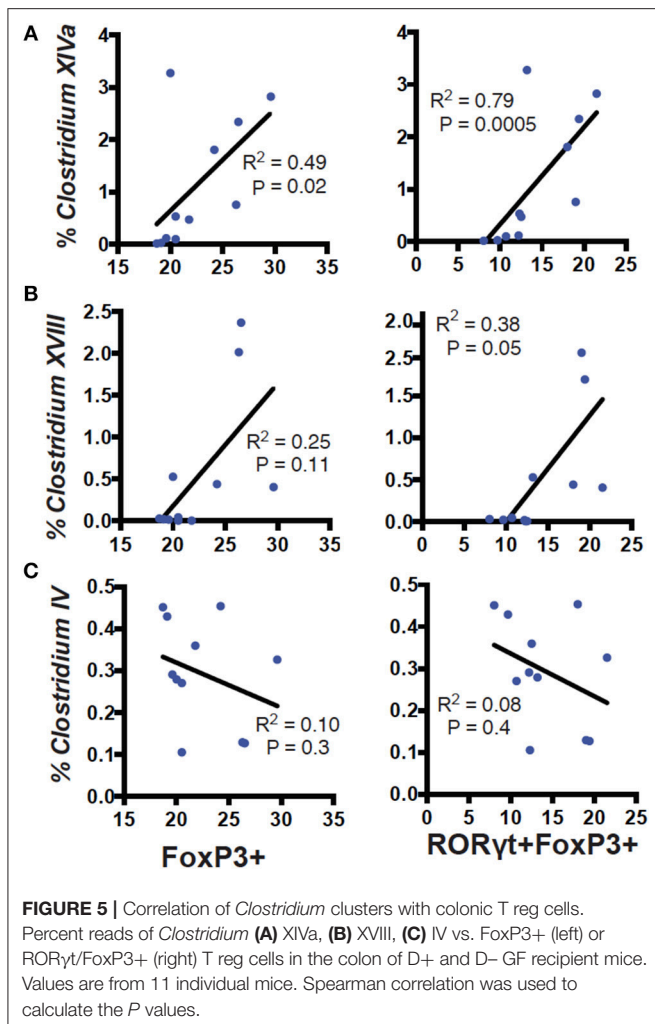 A
% Clostridium XIVa
4
3
2
1
0
15 20 25 30 35
R² = 0.49
P = 0.02
4
3
2
1
0
0 5 10 15 20 25
R² = 0.79
P = 0.0005
B
% Clostridium XVIII
2.5
2.0
1.5
1.0
0.5
0.0
15 20 25 30 35
R² = 0.25
P = 0.11
2.0
2.5
1.5
1.0
0.5
0.0
0 5 10 15 20 25
R² = 0.38
P = 0.05
C
% Clostridium IV
0.5
0.4
0.3
0.2
0.1
0.0
15 20 25 30 35
R² = 0.10
P = 0.3
FoxP3+
0.5
0.4
0.3
0.2
0.1
0.0
0 5 10 15 20 25
R² = 0.08
P = 0.4
RORγt+FoxP3+
FIGURE 5 | Correlation of Clostridium clusters with colonic T reg cells.
Percent reads of Clostridium (A) XIVa, (B) XVIII, (C) IV vs. FoxP3+ (left) or
RORγt/FoxP3+ (right) T reg cells in the colon of D+ and D– GF recipient mice.
Values are from 11 individual mice. Spearman correlation was used to
calculate the P values.